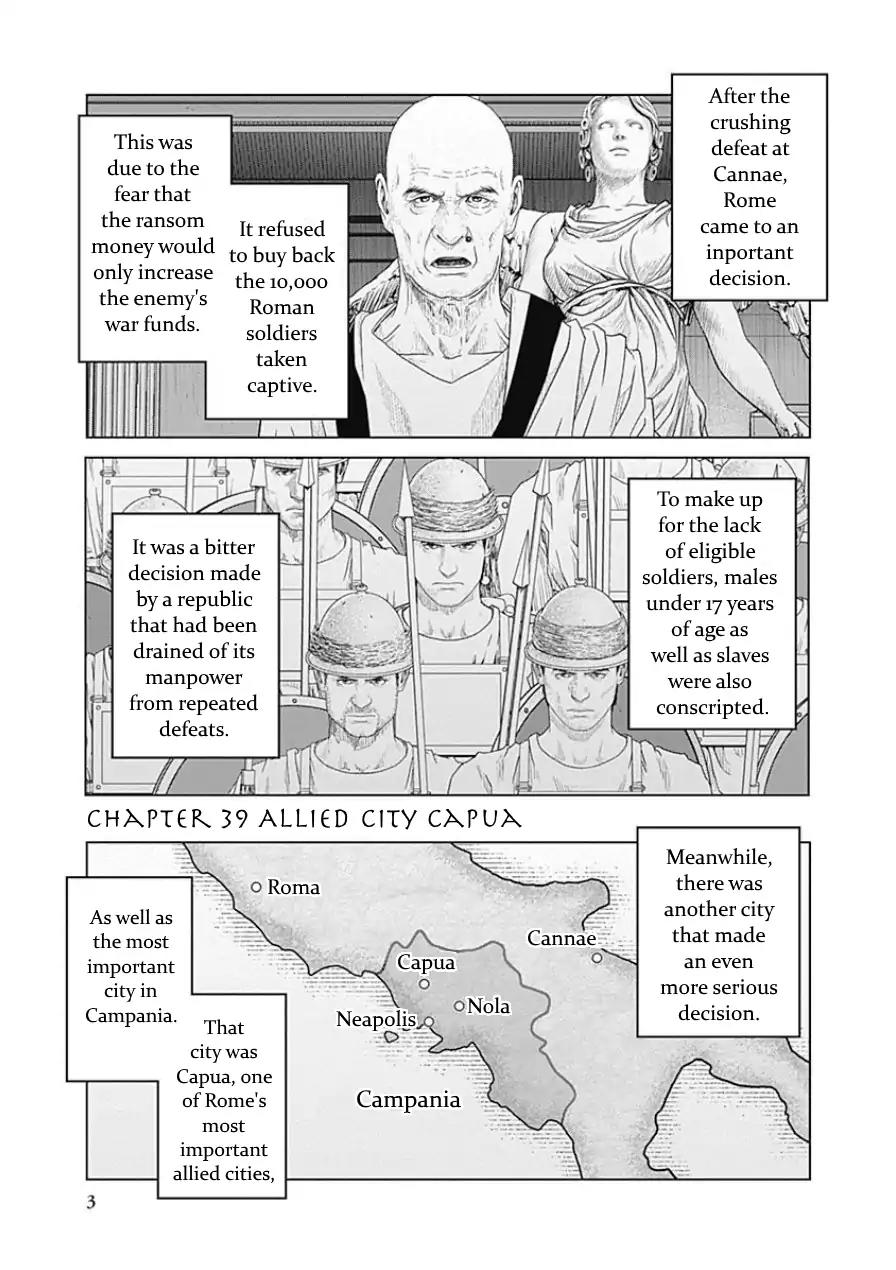 After the
crushing
defeat at
Cannae,
Rome
came to an
inportant
decision.
It refused
to buy back
the 10,000
Roman
soldiers
taken
captive.
This was
due to the
fear that
the ransom
money would
only increase
the enemy's
war funds.
To make up
for the lack
of eligible
soldiers, males
under 17 years
of age as
well as slaves
were also
conscripted.
It was a bitter
decision made
by a republic
that had been
drained of its
manpower
from repeated
defeats.
CHAPTER 39 ALLIED CITY CAPUA
Meanwhile,
there was
another city
that made
an even
more serious
decision.
That
city was
Capua, one
of Rome's
most
important
allied cities,
As well as
the most
important
city in
Campania.
Roma
Cannae
Capua
Nola
Neapolis
Campania
3